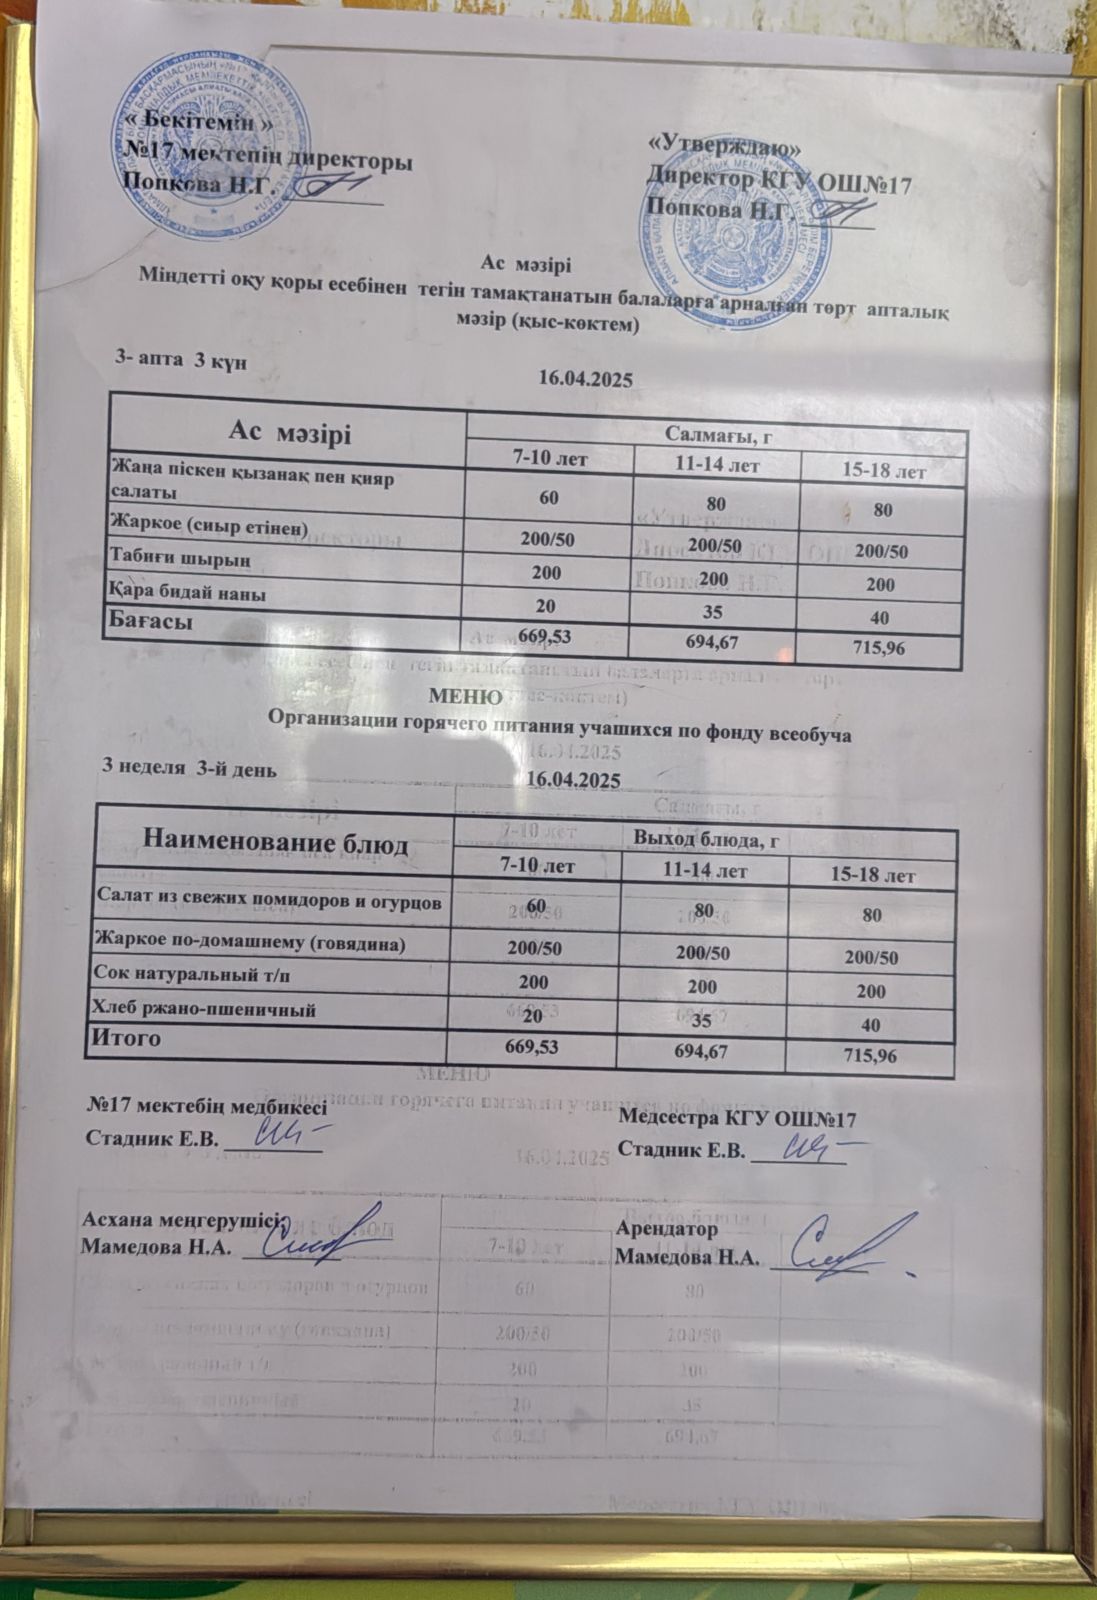 « Бекітемін »
№17 мектепің директоры
Попкова Н.Г.
«Утверждаю»
Директор КГУ ОШ№17
Попкова Н.Г.
Ас мәзірі
Міндетті оқу қоры есебінен тегін тамақтанатын балаларға арналған төрт апталық
мәзір (қыс-көктем)
3- апта 3 күн
16.04.2025
Ас мәзірі
Салмағы, г
7-10 лет 11-14 лет 15-18 лет
Жаңа піскен қызанақ пен қияр
салаты 60 80 80
Жаркое (сиыр етінен) 200/50 200/50 200/50
Табиғи шырын 200 200 200
Қара бидай наны 20 35 40
Бағасы 669,53 694,67 715,96
МЕНЮ
Организации горячего питания учашихся по фонду всеобуча
3 неделя 3-й день
16.04.2025
Наименование блюд
Выход блюда, г
7-10 лет 11-14 лет 15-18 лет
Салат из свежих помидоров и огурцов 60 80 80
Жаркое по-домашнему (говядина) 200/50 200/50 200/50
Сок натуральный т/п 200 200 200
Хлеб ржано-пшеничный 20 35 40
Итого 669,53 694,67 715,96
№17 мектебің медбикесі
Стадник Е.В.
Медсестра КГУ ОШ№17
Стадник Е.В.
Асхана меңгерушісі:
Мамедова Н.А.
Арендатор
Мамедова Н.А.